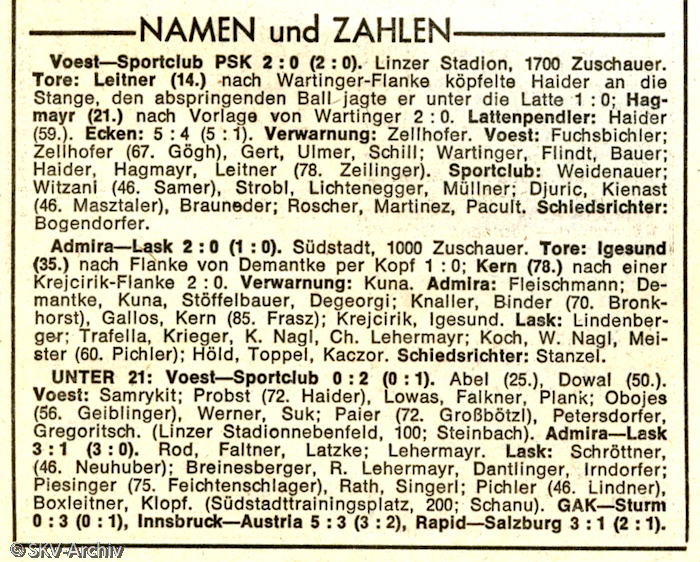 NAMEN und ZAHLEN
Voest—Sportclub PSK 2:0 (2:0). Linzer Stadion, 1700 Zuschauer.
Tore: Leitner (14.) nach Wartinger-Flanke köpfelte Haider an die
Stange, den abspringenden Ball jagte er unter die Latte 1:0; Hag-
mayr (21.) nach Vorlage von Wartinger 2:0. Lattenpendler: Haider
(59.). Ecken: 5:4 (5:1). Verwarnung: Zellhofer. Voest: Fuchsbichler;
Zellhofer (67. Gögh), Gert, Ulmer, Schill; Wartinger, Flindt, Bauer;
Haider, Hagmayr, Leitner (78. Zeilinger). Sportclub: Weidenauer;
Witzani (46. Samer), Strobl, Lichtenegger, Müllner; Djuric, Kienast
(46. Masztaler), Brauneder; Roscher, Martinez, Pacult. Schiedsrichter:
Bogendorfer.
Admira—Lask 2:0 (1:0). Südstadt, 1000 Zuschauer. Tore: Igesund
(35.) nach Flanke von Demantke per Kopf 1:0; Kern (78.) nach einer
Krejcirik-Flanke 2:0. Verwarnung: Kuna. Admira: Fleischmann; De-
mantke, Kuna, Stöffelbauer, Degeorgi; Knaller, Binder (70. Bronk-
horst), Gallos, Kern (85. Frasz); Krejcirik, Igesund. Lask: Lindenber-
ger; Trafella, Krieger, K. Nagl, Ch. Lehermayr; Koch, W. Nagl, Mei-
ster (60. Pichler); Höld, Toppel, Kaczor. Schiedsrichter: Stanzel.
UNTER 21: Voest—Sportclub 0:2 (0:1). Abel (25.), Dowal (50.).
Voest: Samrykit; Probst (72. Haider), Lowas, Falkner, Plank; Obojes
(56. Geiblinger), Werner, Suk; Paier (72. Großbötzl), Petersdorfer,
Gregoritsch. (Linzer Stadionnebenfeld, 100; Steinbach). Admira—Lask
3:1 (3:0). Rod, Faltner, Latzke; Lehermayr. Lask: Schröttner,
(46. Neuhuber); Breinesberger, R. Lehermayr, Dantlinger, Irndorfer;
Piesinger (75. Feichtenschlager), Rath, Singerl; Pichler (46. Lindner),
Boxleitner, Klopf. (Südstadttrainingsplatz, 200; Schanu). GAK—Sturm
0:3 (0:1), Innsbruck—Austria 5:3 (3:2), Rapid—Salzburg 3:1 (2:1).
© SKV-Archiv